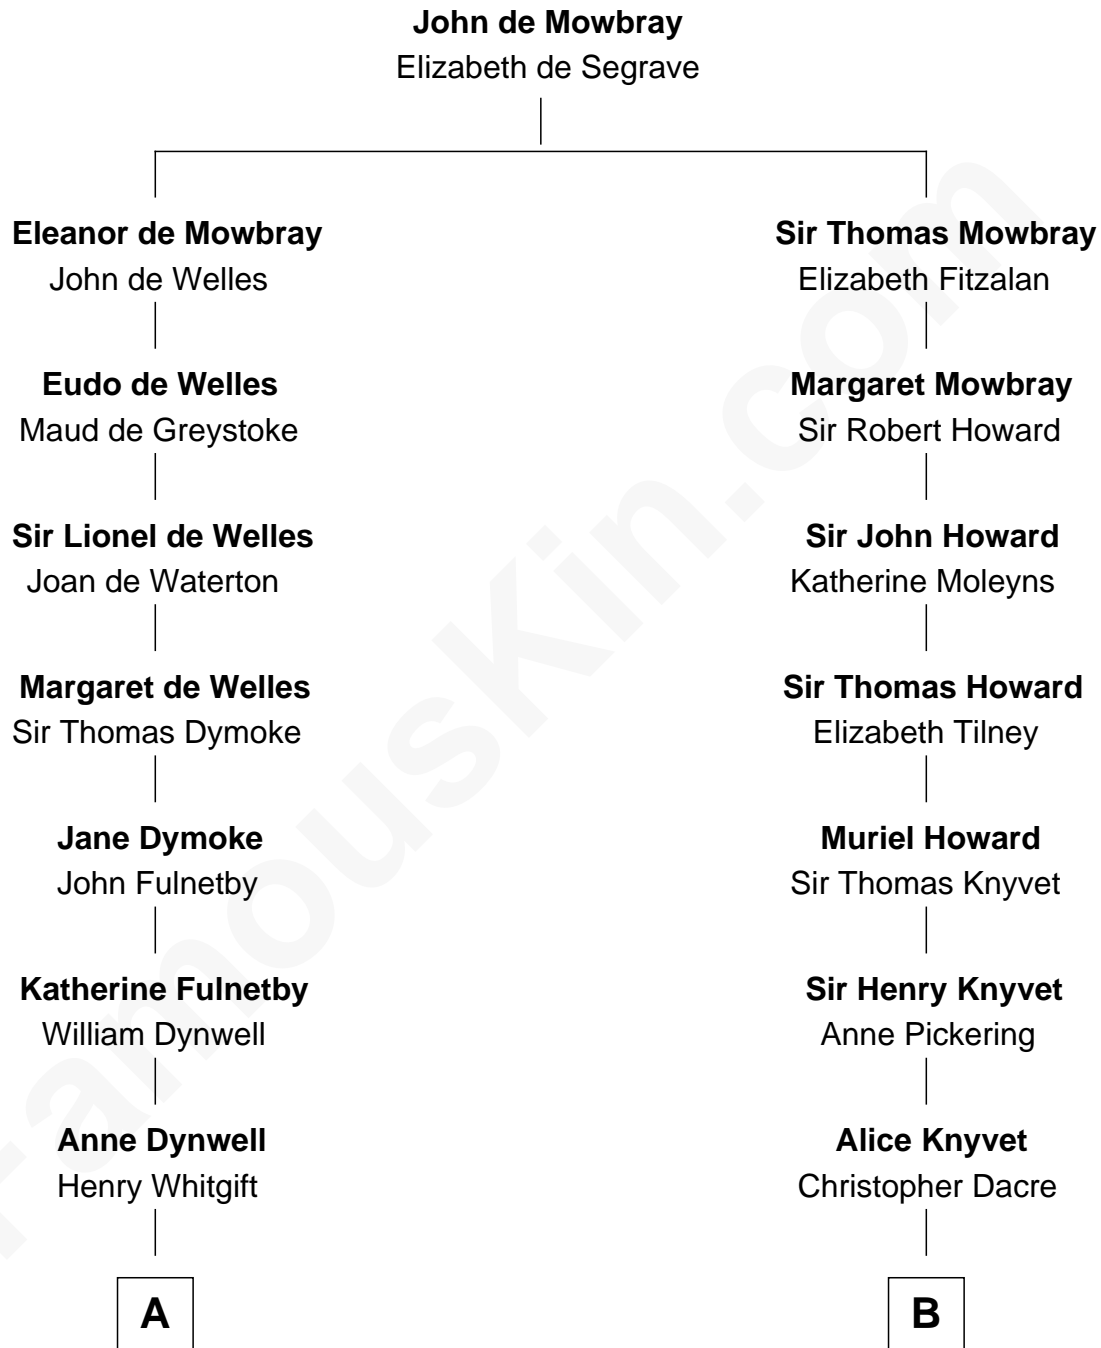 John de Mowbray
Elizabeth de Segrave
Eleanor de Mowbray
John de Welles
Sir Thomas Mowbray
Elizabeth Fitzalan
Eudo de Welles
Maud de Greystoke
Margaret Mowbray
Sir Robert Howard
Sir Lionel de Welles
Joan de Waterton
Sir John Howard
Katherine Moleyns
Margaret de Welles
Sir Thomas Dymoke
Sir Thomas Howard
Elizabeth Tilney
Jane Dymoke
John Fulnetby
Muriel Howard
Sir Thomas Knyvet
Katherine Fulnetby
William Dynwell
Sir Henry Knyvet
Anne Pickering
Anne Dynwell
Henry Whitgift
Alice Knyvet
Christopher Dacre
A
B
FamousKin.com